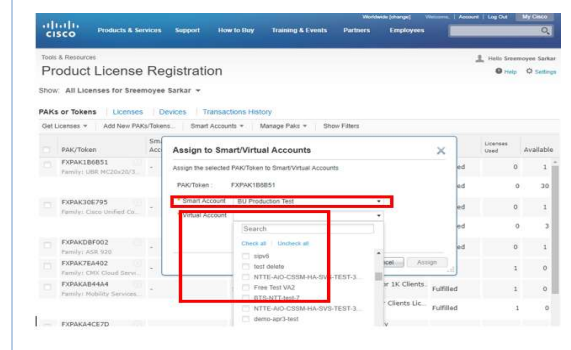 Worldwide [change] Welcome, | Account | Log Out My Cisco
CISCO Products & Services Support How to Buy Training & Events Partners Employees
Tools & Resources
Hello Sreemoyee Sarkar
Product License Registration
Help Settings
Show: All Licenses for Sreemoyee Sarkar
PAKs or Tokens | Licenses | Devices | Transactions History
Get Licenses | Add New PAKs/Tokens... | Smart Accounts | Manage Paks | Show Filters
PAK/Token
Licenses Used
Available
FXPAK1B6B51
Family: UBR MC20x20/3...
- 0 1
0 30
FXPAK30E795
Family: Cisco Unified Co...
- 0 1
0 3
FXPAKDBF002
Family: ASR 920
- 0 1
FXPAK7EA402
Family: CMX Cloud Servi...
- 1 0
FXPAKAB44A4
Family: Mobility Services...
- or 1K Clients.. Fulfilled 1 0
Clients Lic... Fulfilled 1 0
FXPAKA4CE7D
Assign to Smart/Virtual Accounts
Assign the selected PAK/Token to Smart/Virtual Accounts
PAK/Token : FXPAK1B6B51
* Smart Account BU Production Test
* Virtual Account
Search
Check all Uncheck all
sipv6
test delete
NTTE-AiO-CSSM-HA-SVS-TEST-3...
Free Test VA2
BTS-NTT-test-7
NTTE-AiO-CSSM-HA-SVS-TEST-3...
demo-apr3-test
Assign